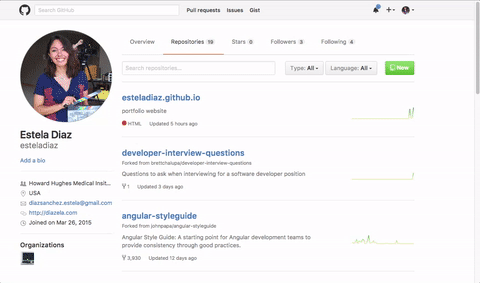 Search GitHub
Pull requests Issues Gist
Overview Repositories 18 Stars 0 Followers 3 Following 4
Search repositories...
Type: All
Language: All
New
esteladiaz.github.io
portfolio website
HTML Updated 5 hours ago
Estela Diaz
esteladiaz
Add a bio
developer-interview-questions
Forked from brettchalups/developer-interview-questions
Questions to ask when interviewing for a software developer position
1 Updated 3 days ago
Howard Hughes Medical Insit...
USA
diazsanchez.estela@gmail.com
http://diazela.com
Joined on Mar 26, 2015
Organizations
angular-styleguide
Forked from johnpapa/angular-styleguide
Angular Style Guide: A starting point for Angular development teams to
provide consistency through good practices.
3,930 Updated 12 days ago